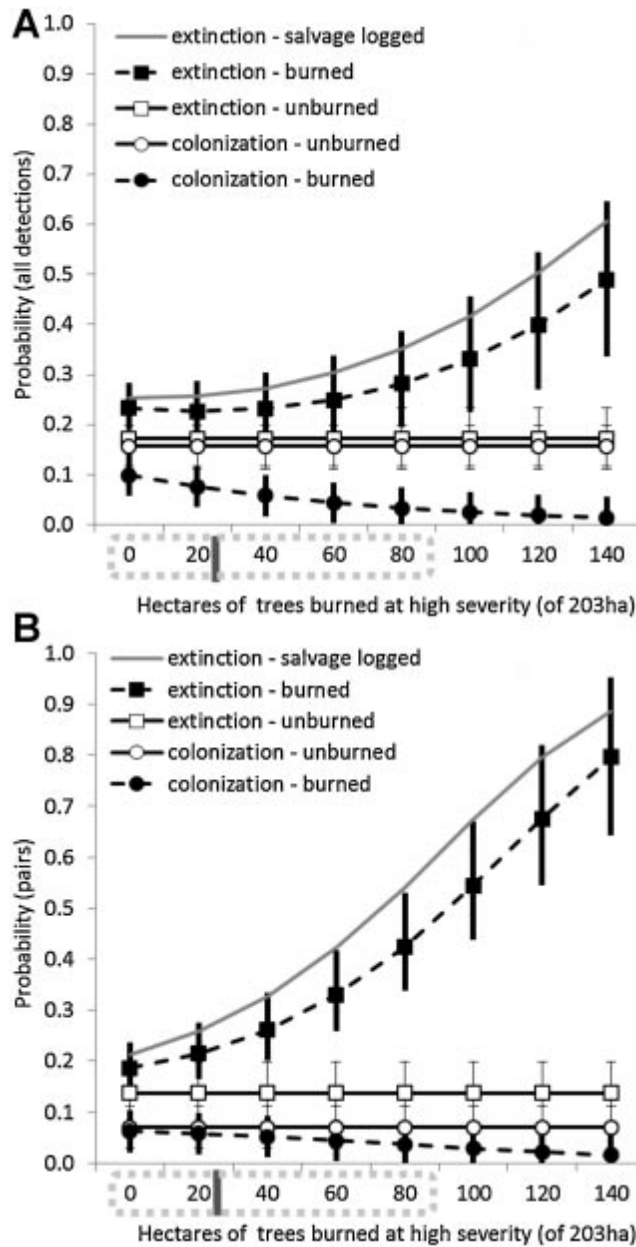 A
extinction - salvage logged
extinction - burned
extinction - unburned
colonization - unburned
colonization - burned
Probability (all detections)
1.0
0.9
0.8
0.7
0.6
0.5
0.4
0.3
0.2
0.1
0.0
0 20 40 60 80 100 120 140
Hectares of trees burned at high severity (of 203ha)
B
extinction - salvage logged
extinction - burned
extinction - unburned
colonization - unburned
colonization - burned
Probability (pairs)
1.0
0.9
0.8
0.7
0.6
0.5
0.4
0.3
0.2
0.1
0.0
0 20 40 60 80 100 120 140
Hectares of trees burned at high severity (of 203ha)